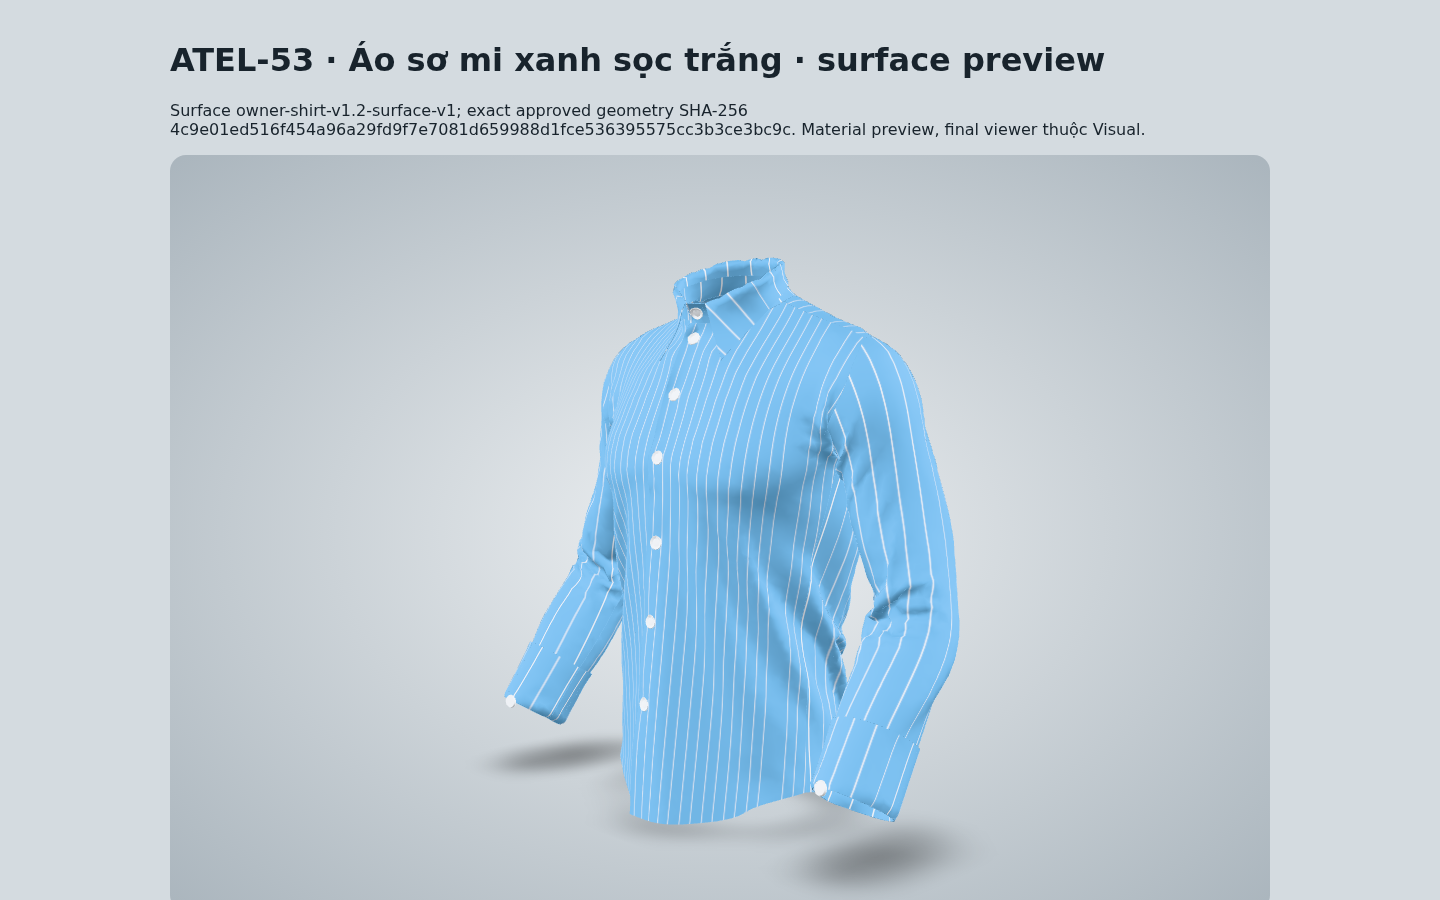 ATEL-53 · Áo sơ mi xanh sọc trắng · surface preview
Surface owner-shirt-v1.2-surface-v1; exact approved geometry SHA-256
4c9e01ed516f454a96a29fd9f7e7081d659988d1fce536395575cc3b3ce3bc9c. Material preview, final viewer thuộc Visual.